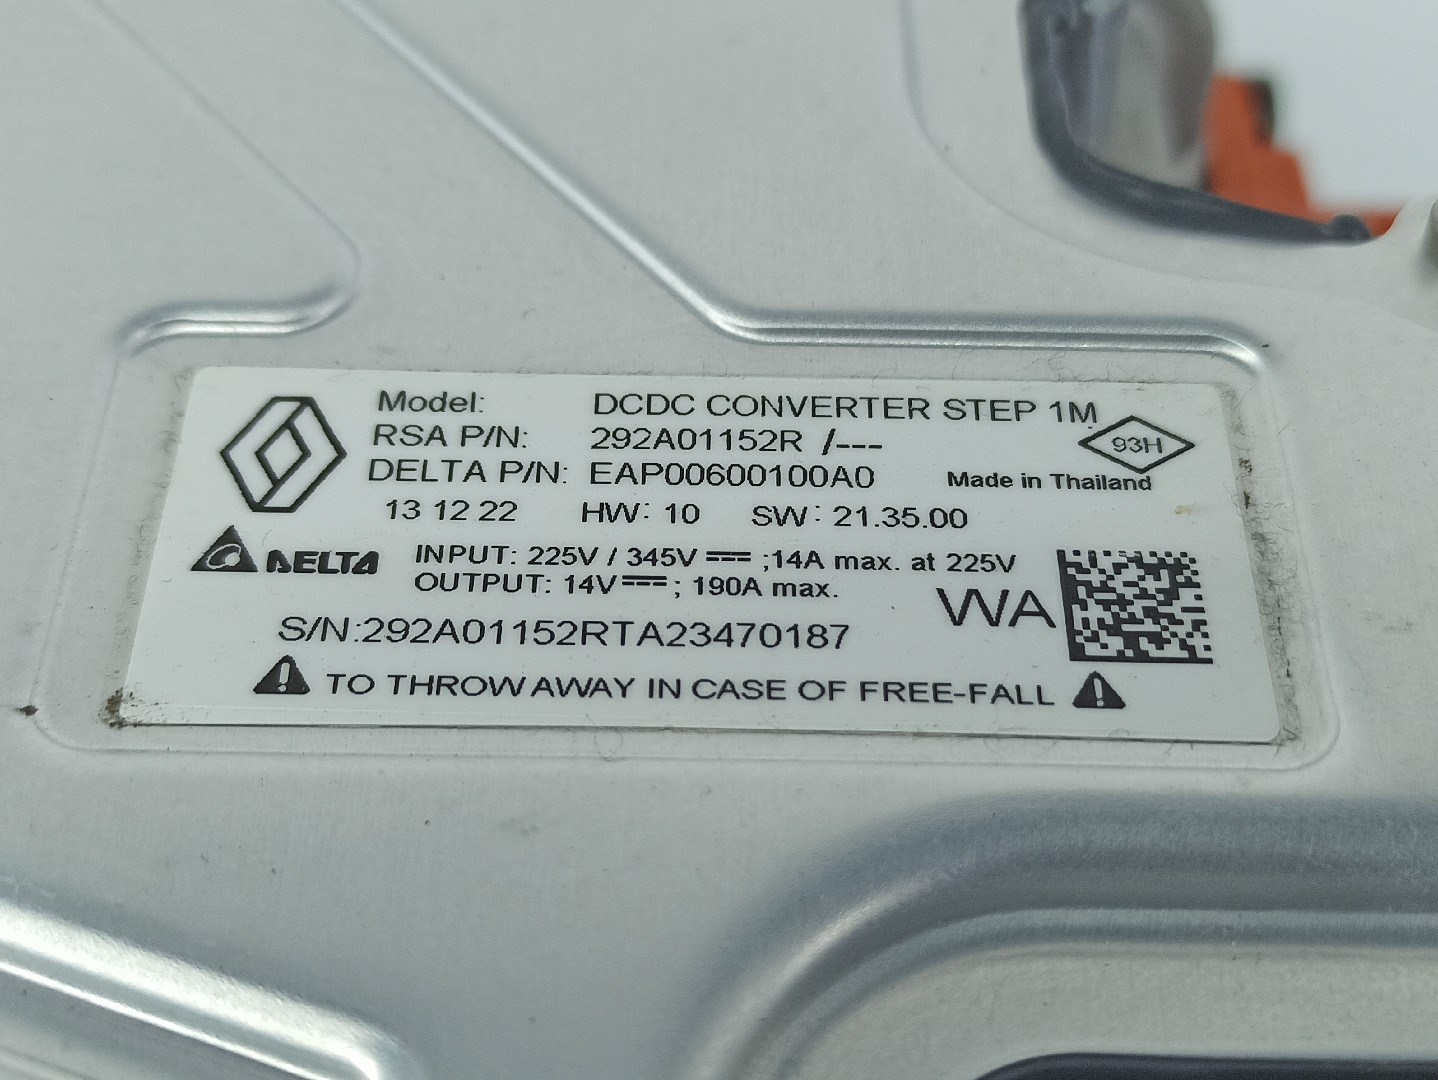 Model: DCDC CONVERTER STEP 1M
RSA P/N: 292A01152R /---
93H
DELTA P/N: EAP00600100A0
Made in Thailand
13 12 22 HW: 10 SW: 21.35.00
DELTA
INPUT: 225V / 345V ⎓ ;14A max. at 225V
OUTPUT: 14V ⎓ ; 190A max.
WA
S/N:292A01152RTA23470187
TO THROW AWAY IN CASE OF FREE-FALL